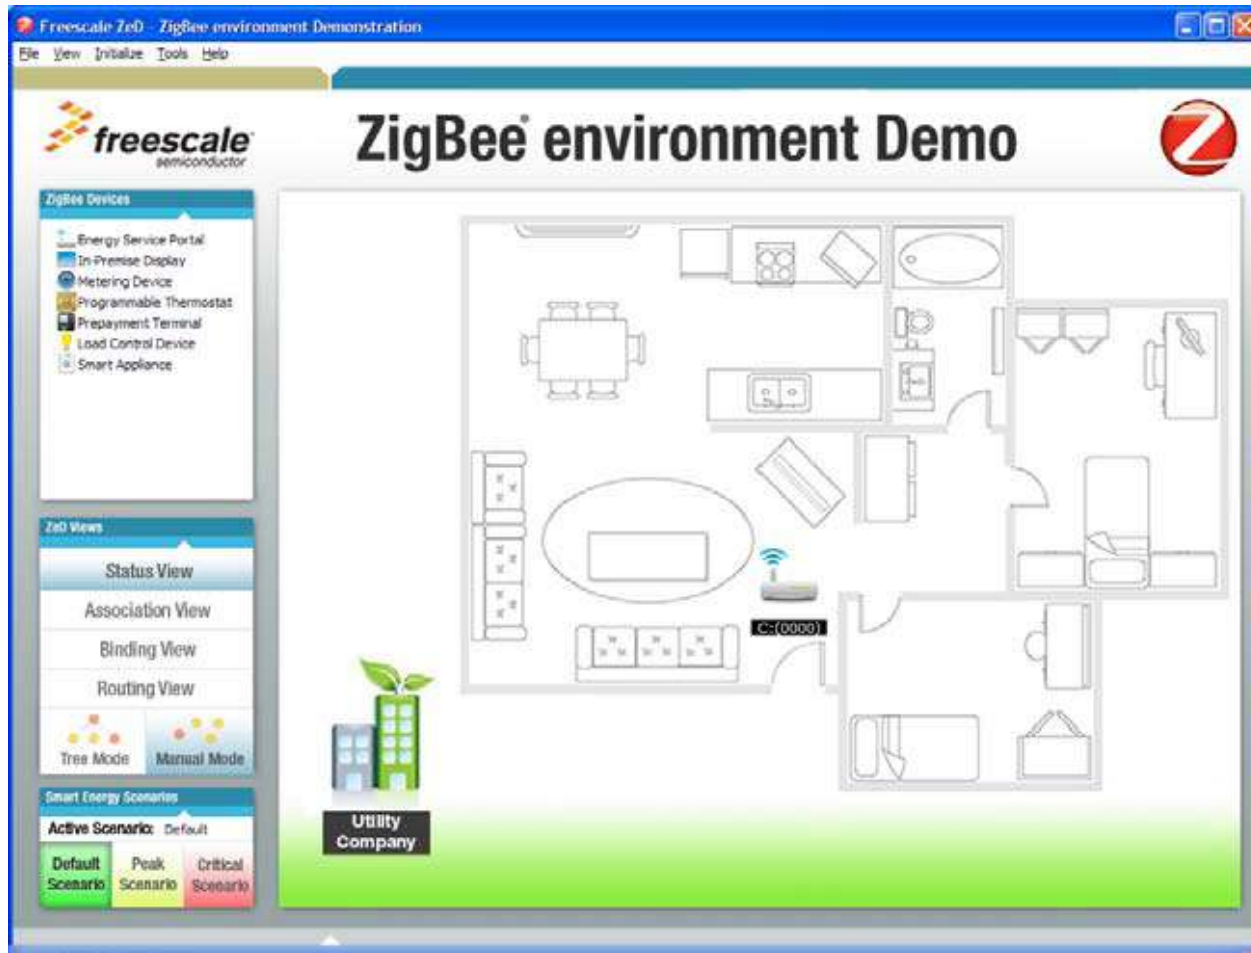 Freescale ZeD - ZigBee environment Demonstration
File View Initialize Tools Help
freescale
semiconductor
ZigBee® environment Demo
Z
ZigBee Devices
Energy Service Portal
In-Premise Display
Metering Device
Programmable Thermostat
Prepayment Terminal
Load Control Device
Smart Appliance
ZeD Views
Status View
Association View
Binding View
Routing View
Tree Mode
Manual Mode
Smart Energy Scenarios
Active Scenario: Default
Default
Scenario
Peak
Scenario
Critical
Scenario
C:(0000)
Utility
Company